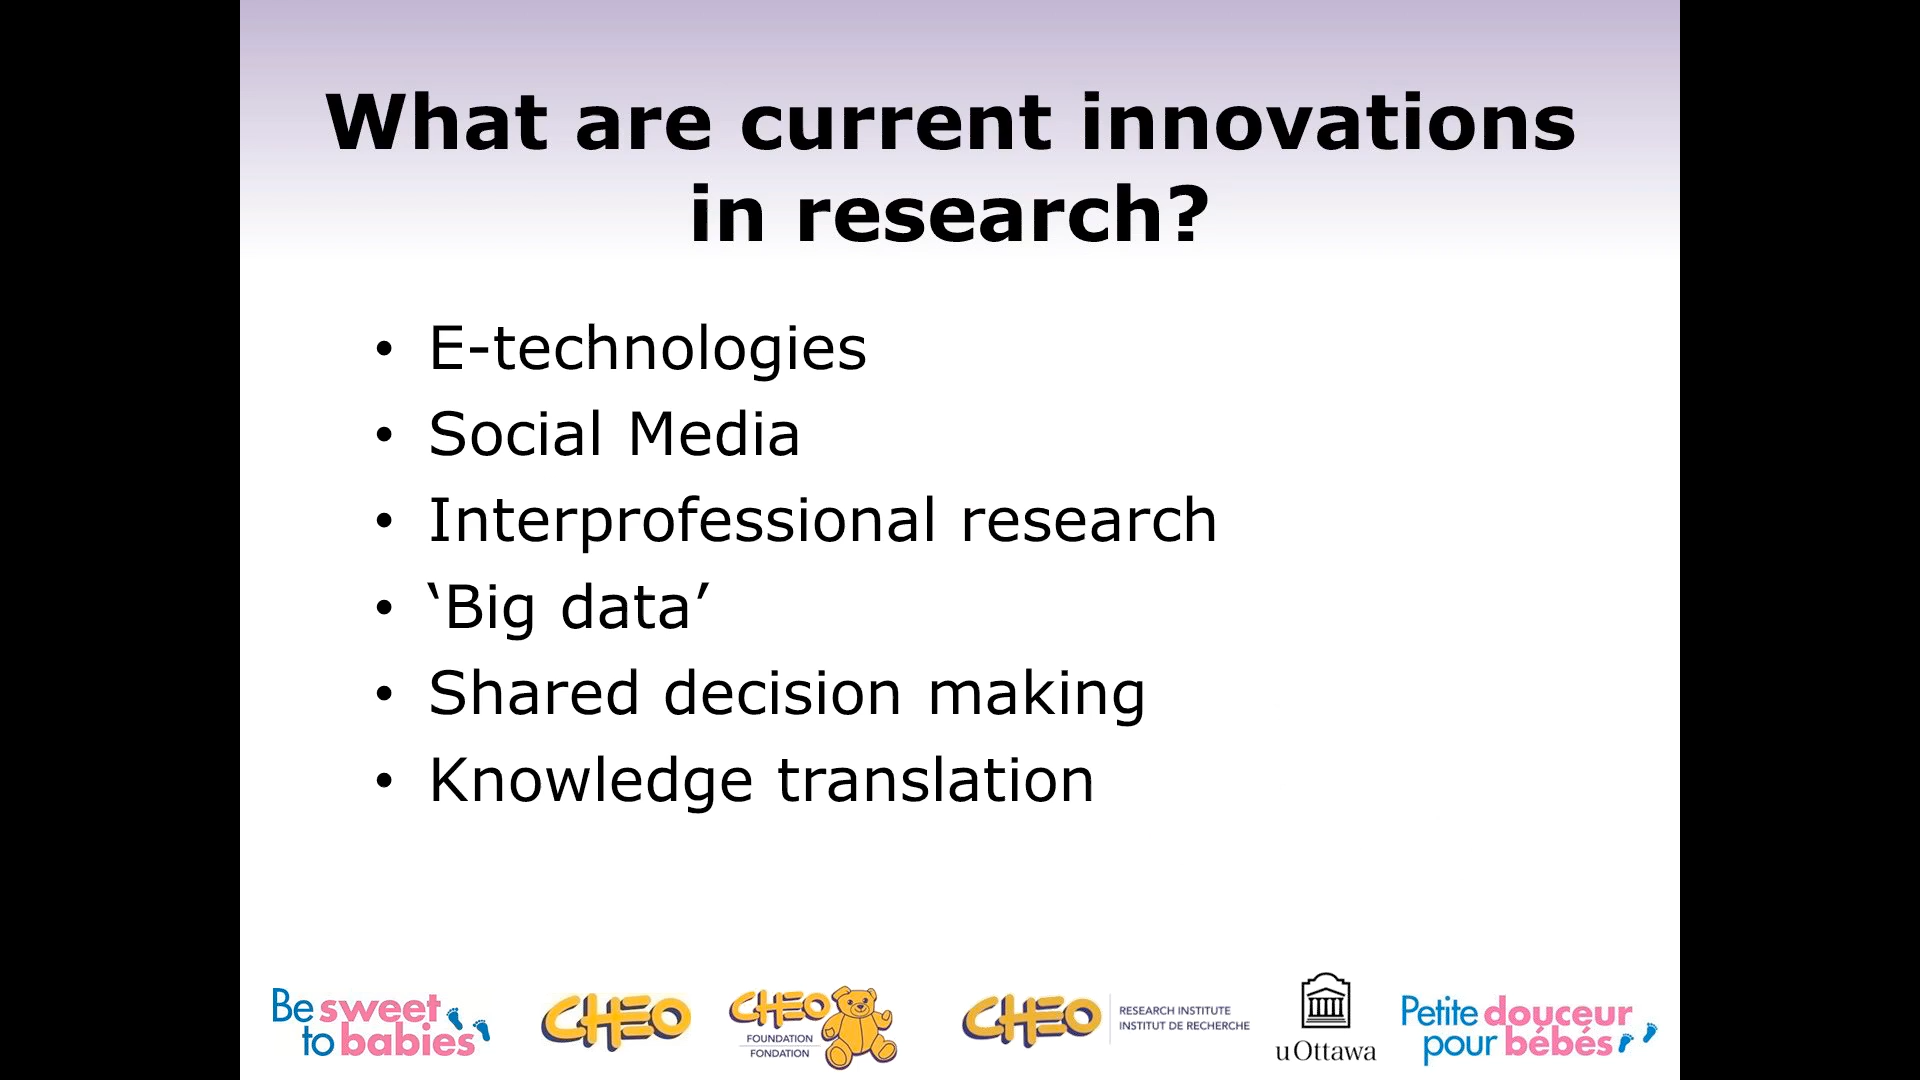 What are current innovations
in research?
• E-technologies
• Social Media
• Interprofessional research
• ‘Big data’
• Shared decision making
• Knowledge translation
Be sweet
to babies
CHEO
CHEO
FOUNDATION
FONDATION
CHEO
RESEARCH INSTITUTE
INSTITUT DE RECHERCHE
uOttawa
Petite douceur
pour bébés